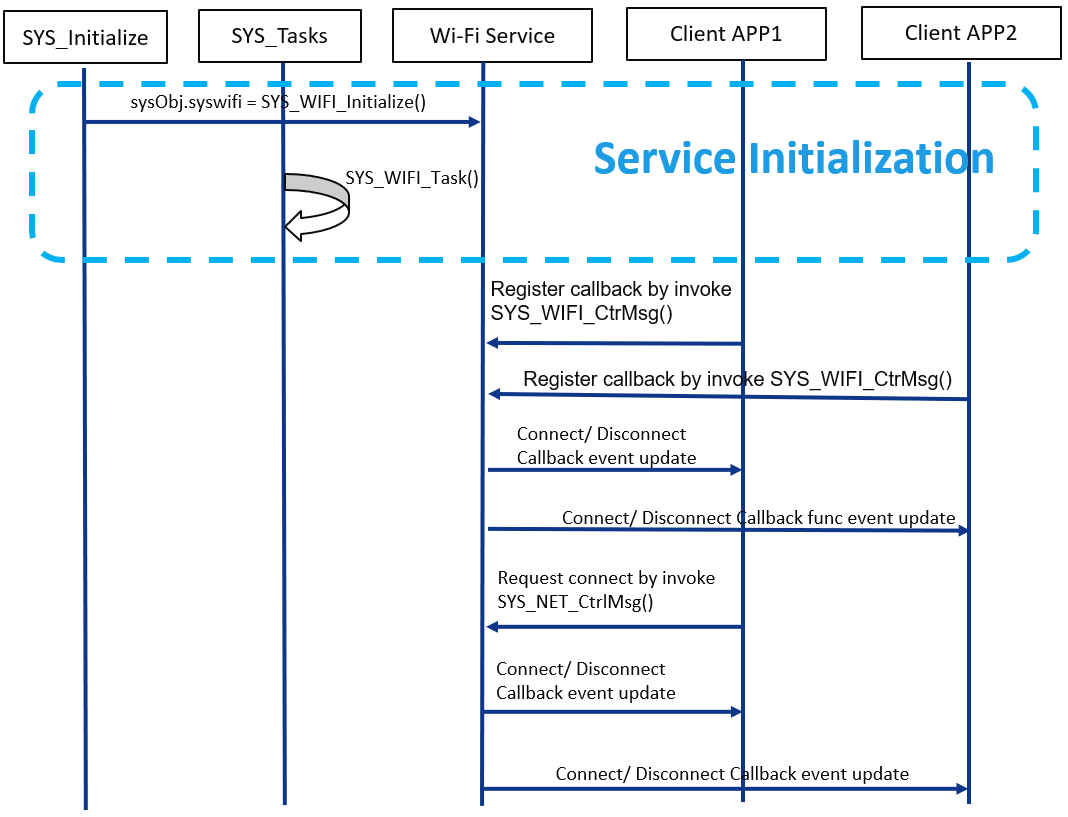 SYS_Initialize
SYS_Tasks
Wi-Fi Service
Client APP1
Client APP2
sysObj.syswifi = SYS_WIFI_Initialize()
Service Initialization
SYS_WIFI_Task()
Register callback by invoke
SYS_WIFI_CtrMsg()
Register callback by invoke SYS_WIFI_CtrMsg()
Connect/ Disconnect
Callback event update
Connect/ Disconnect Callback func event update
Request connect by invoke
SYS_NET_CtrlMsg()
Connect/ Disconnect
Callback event update
Connect/ Disconnect Callback event update